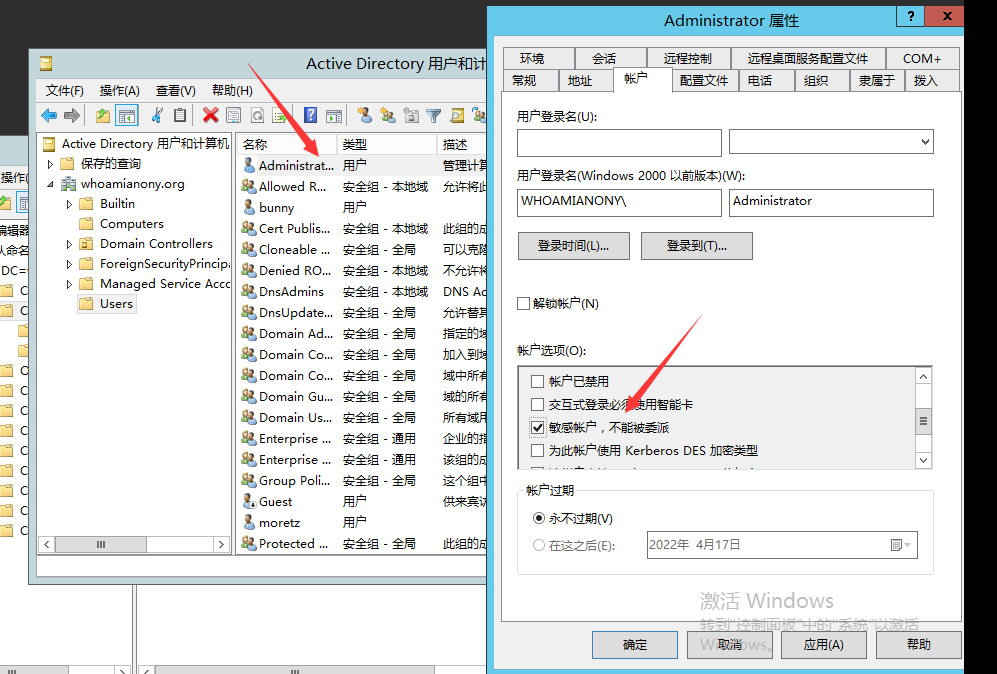 Active Directory 用户和计
文件(F) 操作(A) 查看(V) 帮助(H)
Active Directory 用户和计算机
保存的查询
whoamianony.org
Builtin
Computers
Domain Controllers
ForeignSecurityPrincipa
Managed Service Acco
Users
名称 类型 描述
Administrat... 用户 管理计算
Allowed R... 安全组 - 本地域 允许将此
bunny 用户
Cert Publis... 安全组 - 本地域 此组的成
Cloneable ... 安全组 - 全局 可以克隆
Denied RO... 安全组 - 本地域 不允许将
DnsAdmins 安全组 - 本地域 DNS Ad
DnsUpdate... 安全组 - 全局 允许替其
Domain Ad... 安全组 - 全局 指定的域
Domain Co... 安全组 - 全局 加入到域
Domain Co... 安全组 - 全局 域中所有
Domain Gu... 安全组 - 全局 域的所有
Domain Us... 安全组 - 全局 所有域用
Enterprise ... 安全组 - 通用 企业的指
Enterprise ... 安全组 - 通用 该组的成
Group Poli... 安全组 - 全局 这个组中
Guest 用户 供来宾访
moretz 用户
Protected ... 安全组 - 全局 此组的成
操作(
编辑器
从命名
DC=
Administrator 属性
? x
环境 会话 远程控制 远程桌面服务配置文件 COM+
常规 地址 帐户 配置文件 电话 组织 隶属于 拨入
用户登录名(U):
用户登录名(Windows 2000 以前版本)(W):
WHOAMIANONY\ Administrator
登录时间(L)... 登录到(T)...
解锁帐户(N)
帐户选项(O):
帐户已禁用
交互式登录必须使用智能卡
敏感帐户，不能被委派
为此帐户使用 Kerberos DES 加密类型
帐户过期
永不过期(V)
在这之后(E): 2022年 4月17日
激活 Windows
转到"控制面板"中的"系统"以激活
Windows。
确定 取消 应用(A) 帮助